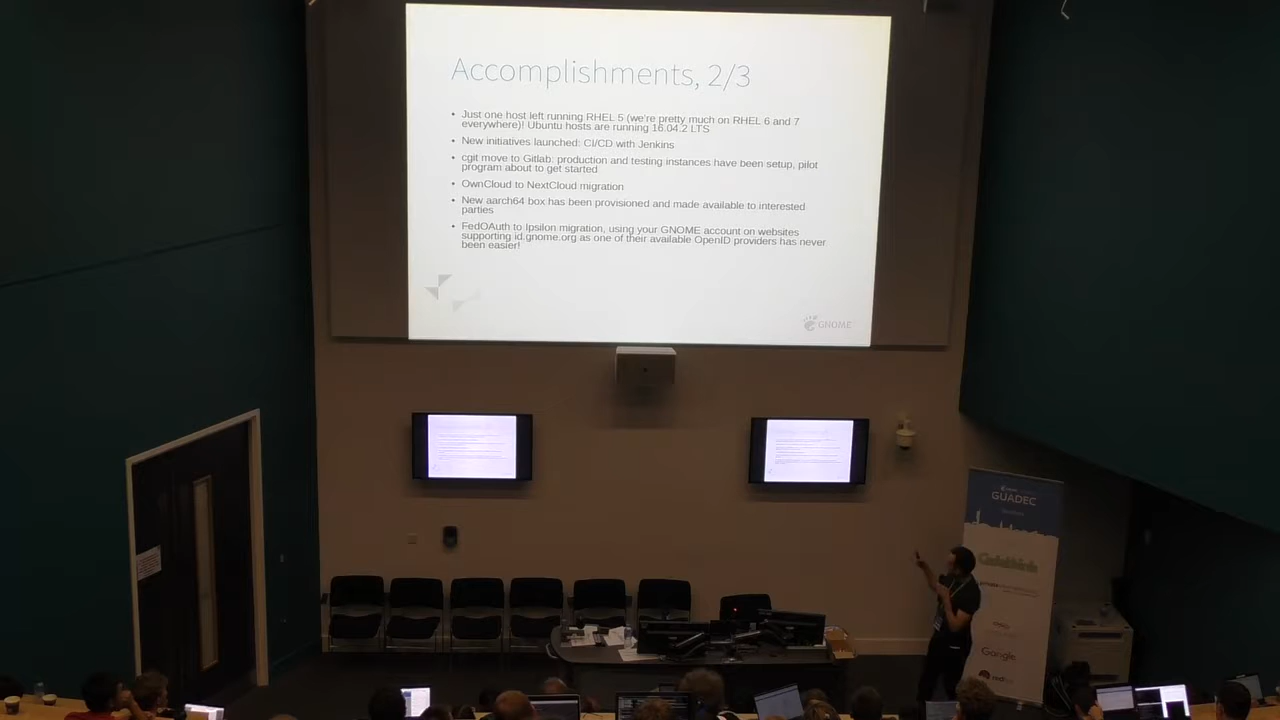 Accomplishments, 2/3
• Just one host left running RHEL 5 (we're pretty much on RHEL 6 and 7
everywhere)! Ubuntu hosts are running 16.04.2 LTS
• New initiatives launched: CI/CD with Jenkins
• cgit move to Gitlab: production and testing instances have been setup, pilot
program about to get started
• OwnCloud to NextCloud migration
• New aarch64 box has been provisioned and made available to interested
parties
• FedOAuth to Ipsilon migration, using your GNOME account on websites
supporting id.gnome.org as one of their available OpenID providers has never
been easier!
GNOME
GUADEC
Codethink
Google